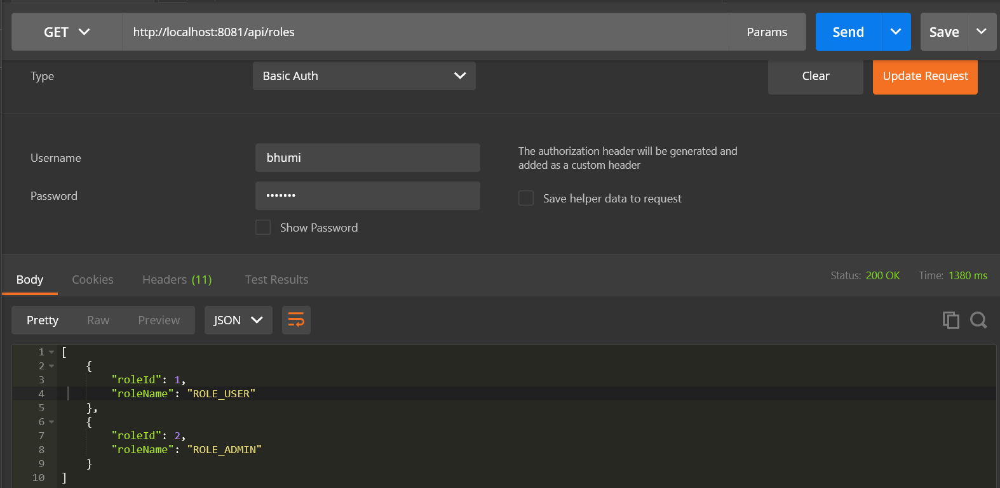 GET http://localhost:8081/api/roles Params Send Save
Type Basic Auth Clear Update Request
Username bhumi The authorization header will be generated and
added as a custom header
Password ••••••• Save helper data to request
Show Password
Body Cookies Headers (11) Test Results Status: 200 OK Time: 1380 ms
Pretty Raw Preview JSON
1 [
2 {
3 "roleId": 1,
4 "roleName": "ROLE_USER"
5 },
6 {
7 "roleId": 2,
8 "roleName": "ROLE_ADMIN"
9 }
10 ]